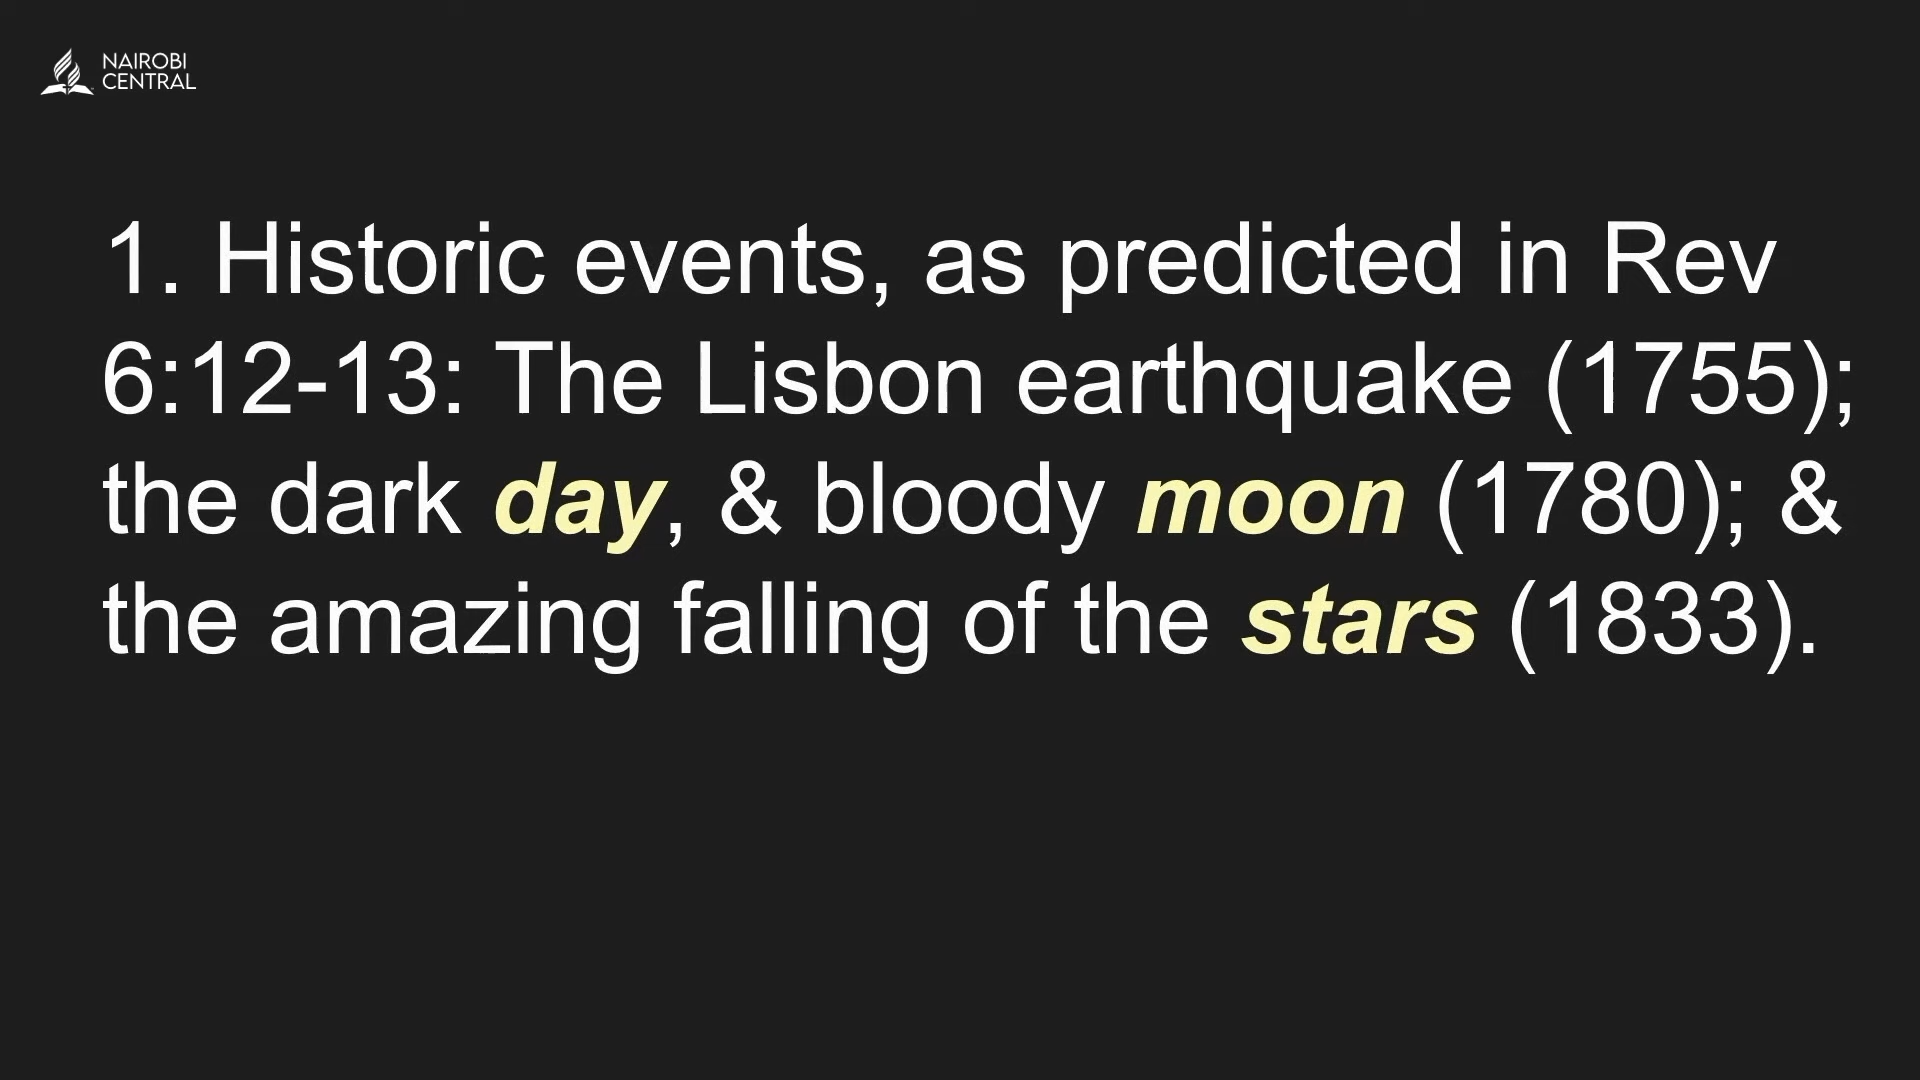 NAIROBI
CENTRAL
1. Historic events, as predicted in Rev
6:12-13: The Lisbon earthquake (1755);
the dark day, & bloody moon (1780); &
the amazing falling of the stars (1833).